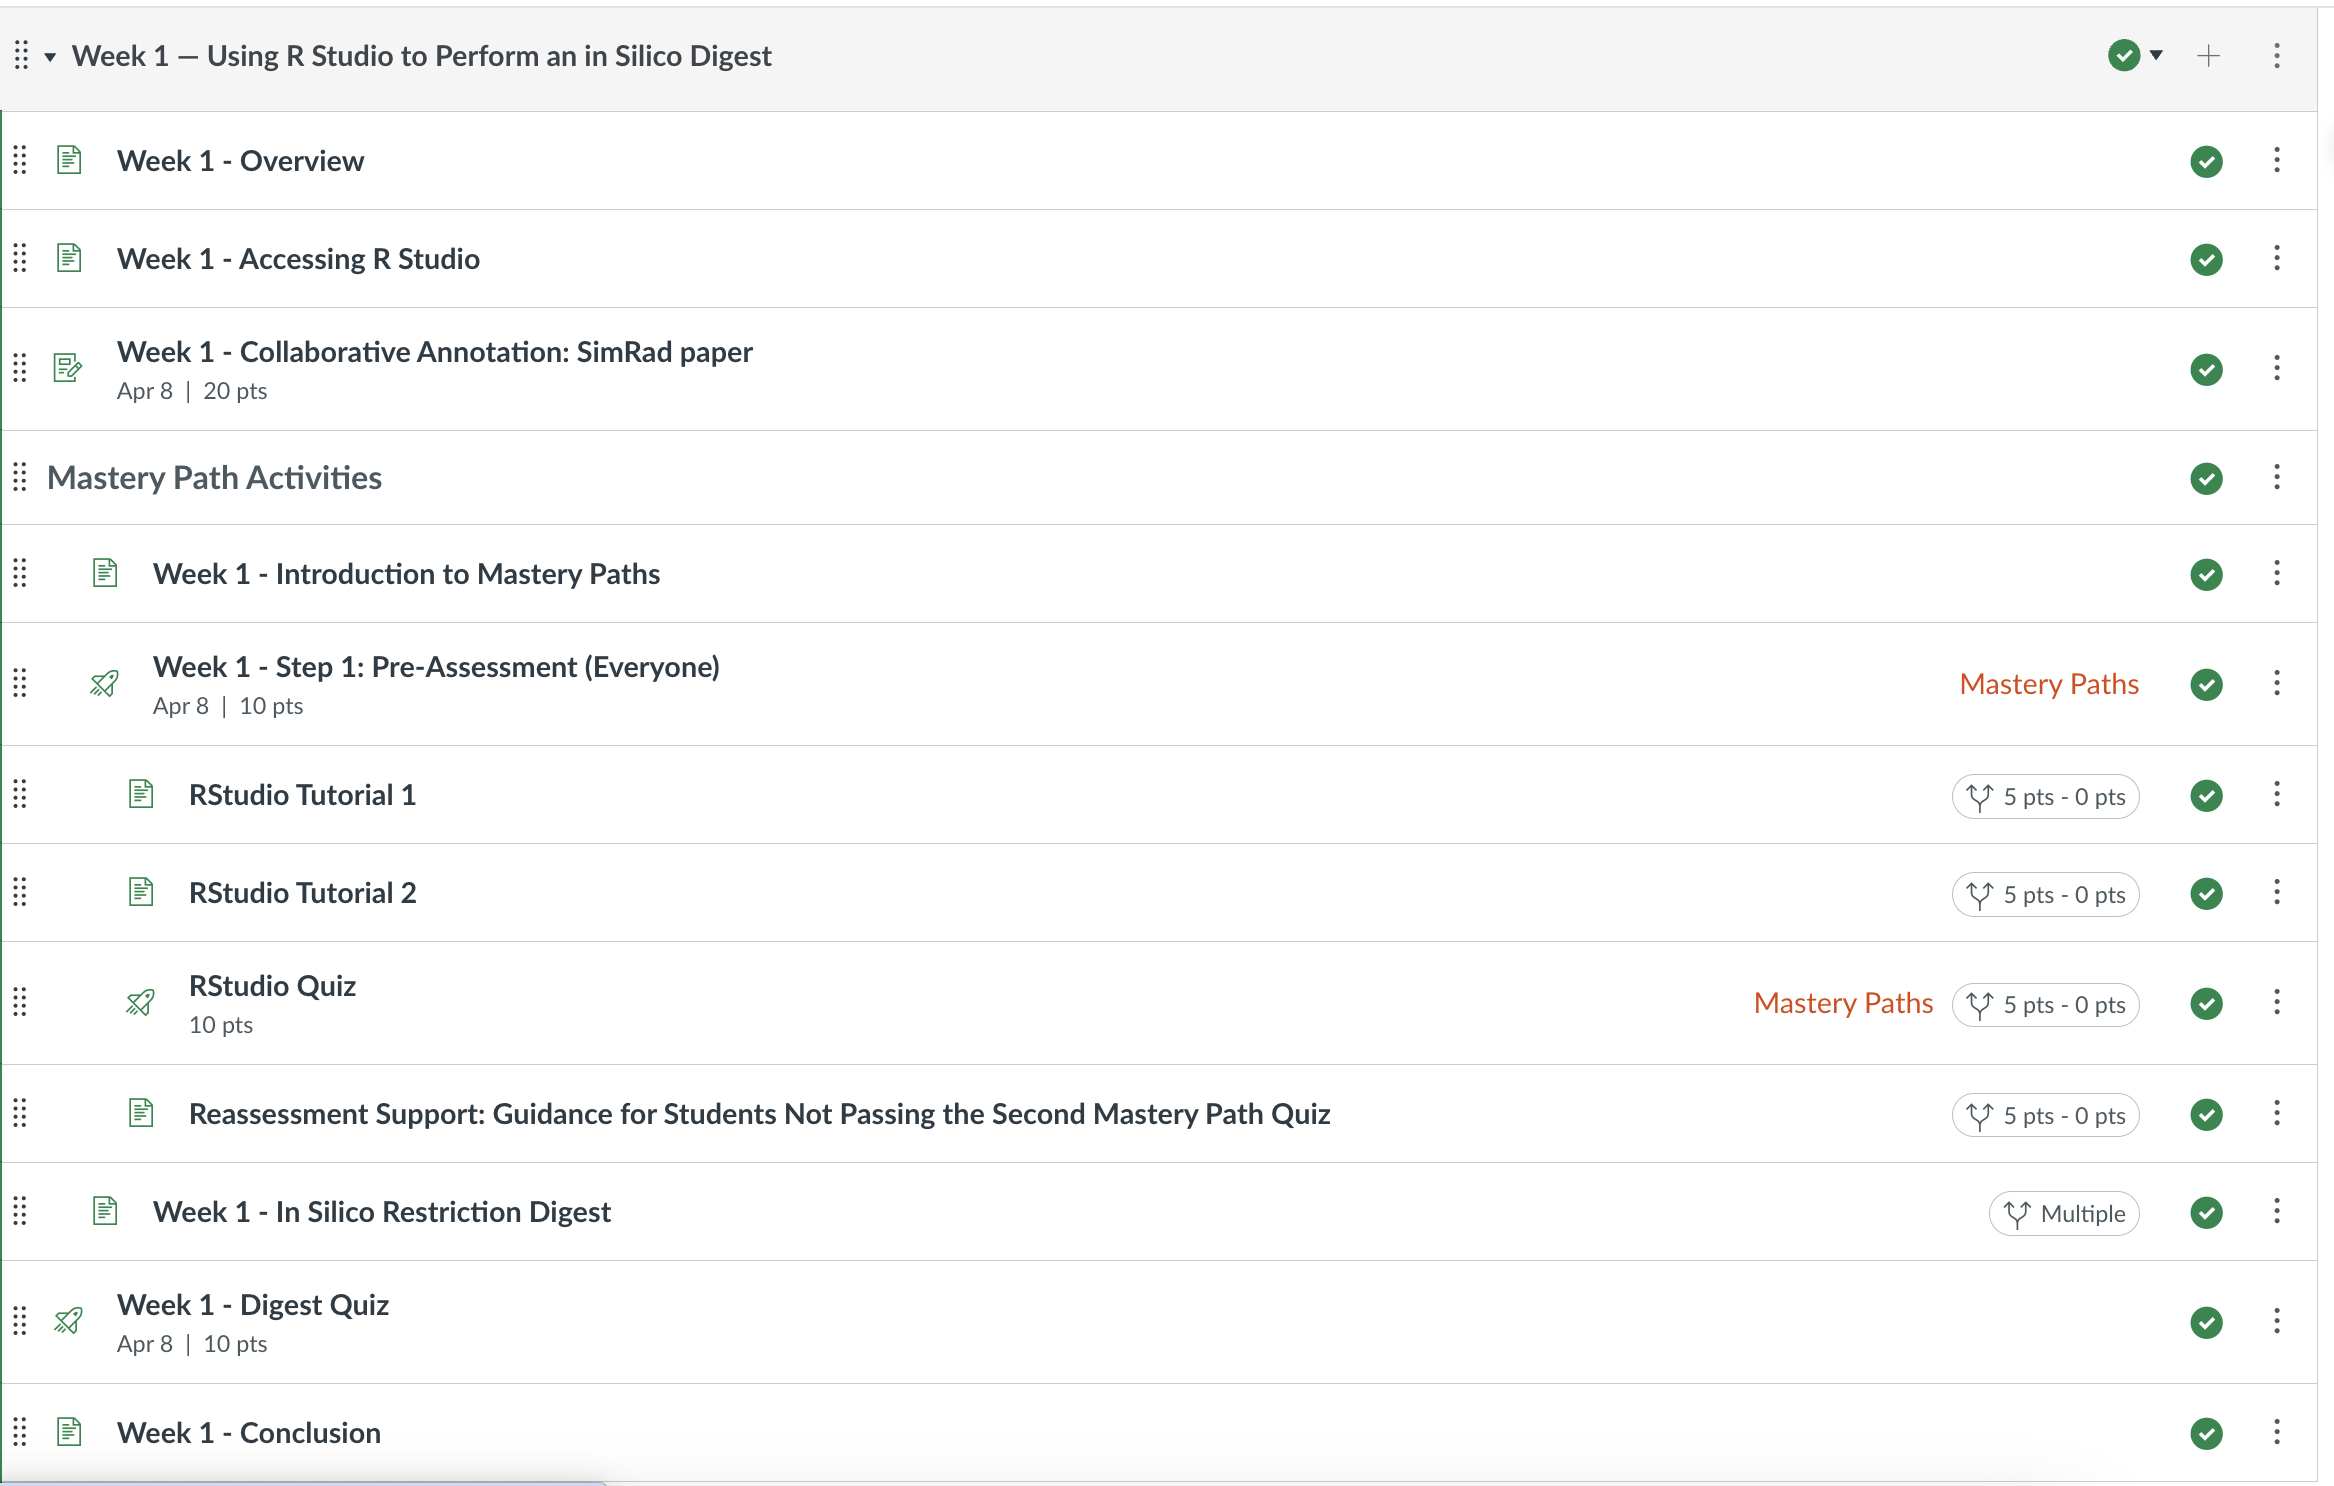 Week 1 — Using R Studio to Perform an in Silico Digest
Week 1 - Overview
Week 1 - Accessing R Studio
Week 1 - Collaborative Annotation: SimRad paper
Apr 8 | 20 pts
Mastery Path Activities
Week 1 - Introduction to Mastery Paths
Week 1 - Step 1: Pre-Assessment (Everyone)
Apr 8 | 10 pts
Mastery Paths
RStudio Tutorial 1
5 pts - 0 pts
RStudio Tutorial 2
5 pts - 0 pts
RStudio Quiz
10 pts
Mastery Paths
5 pts - 0 pts
Reassessment Support: Guidance for Students Not Passing the Second Mastery Path Quiz
5 pts - 0 pts
Week 1 - In Silico Restriction Digest
Multiple
Week 1 - Digest Quiz
Apr 8 | 10 pts
Week 1 - Conclusion